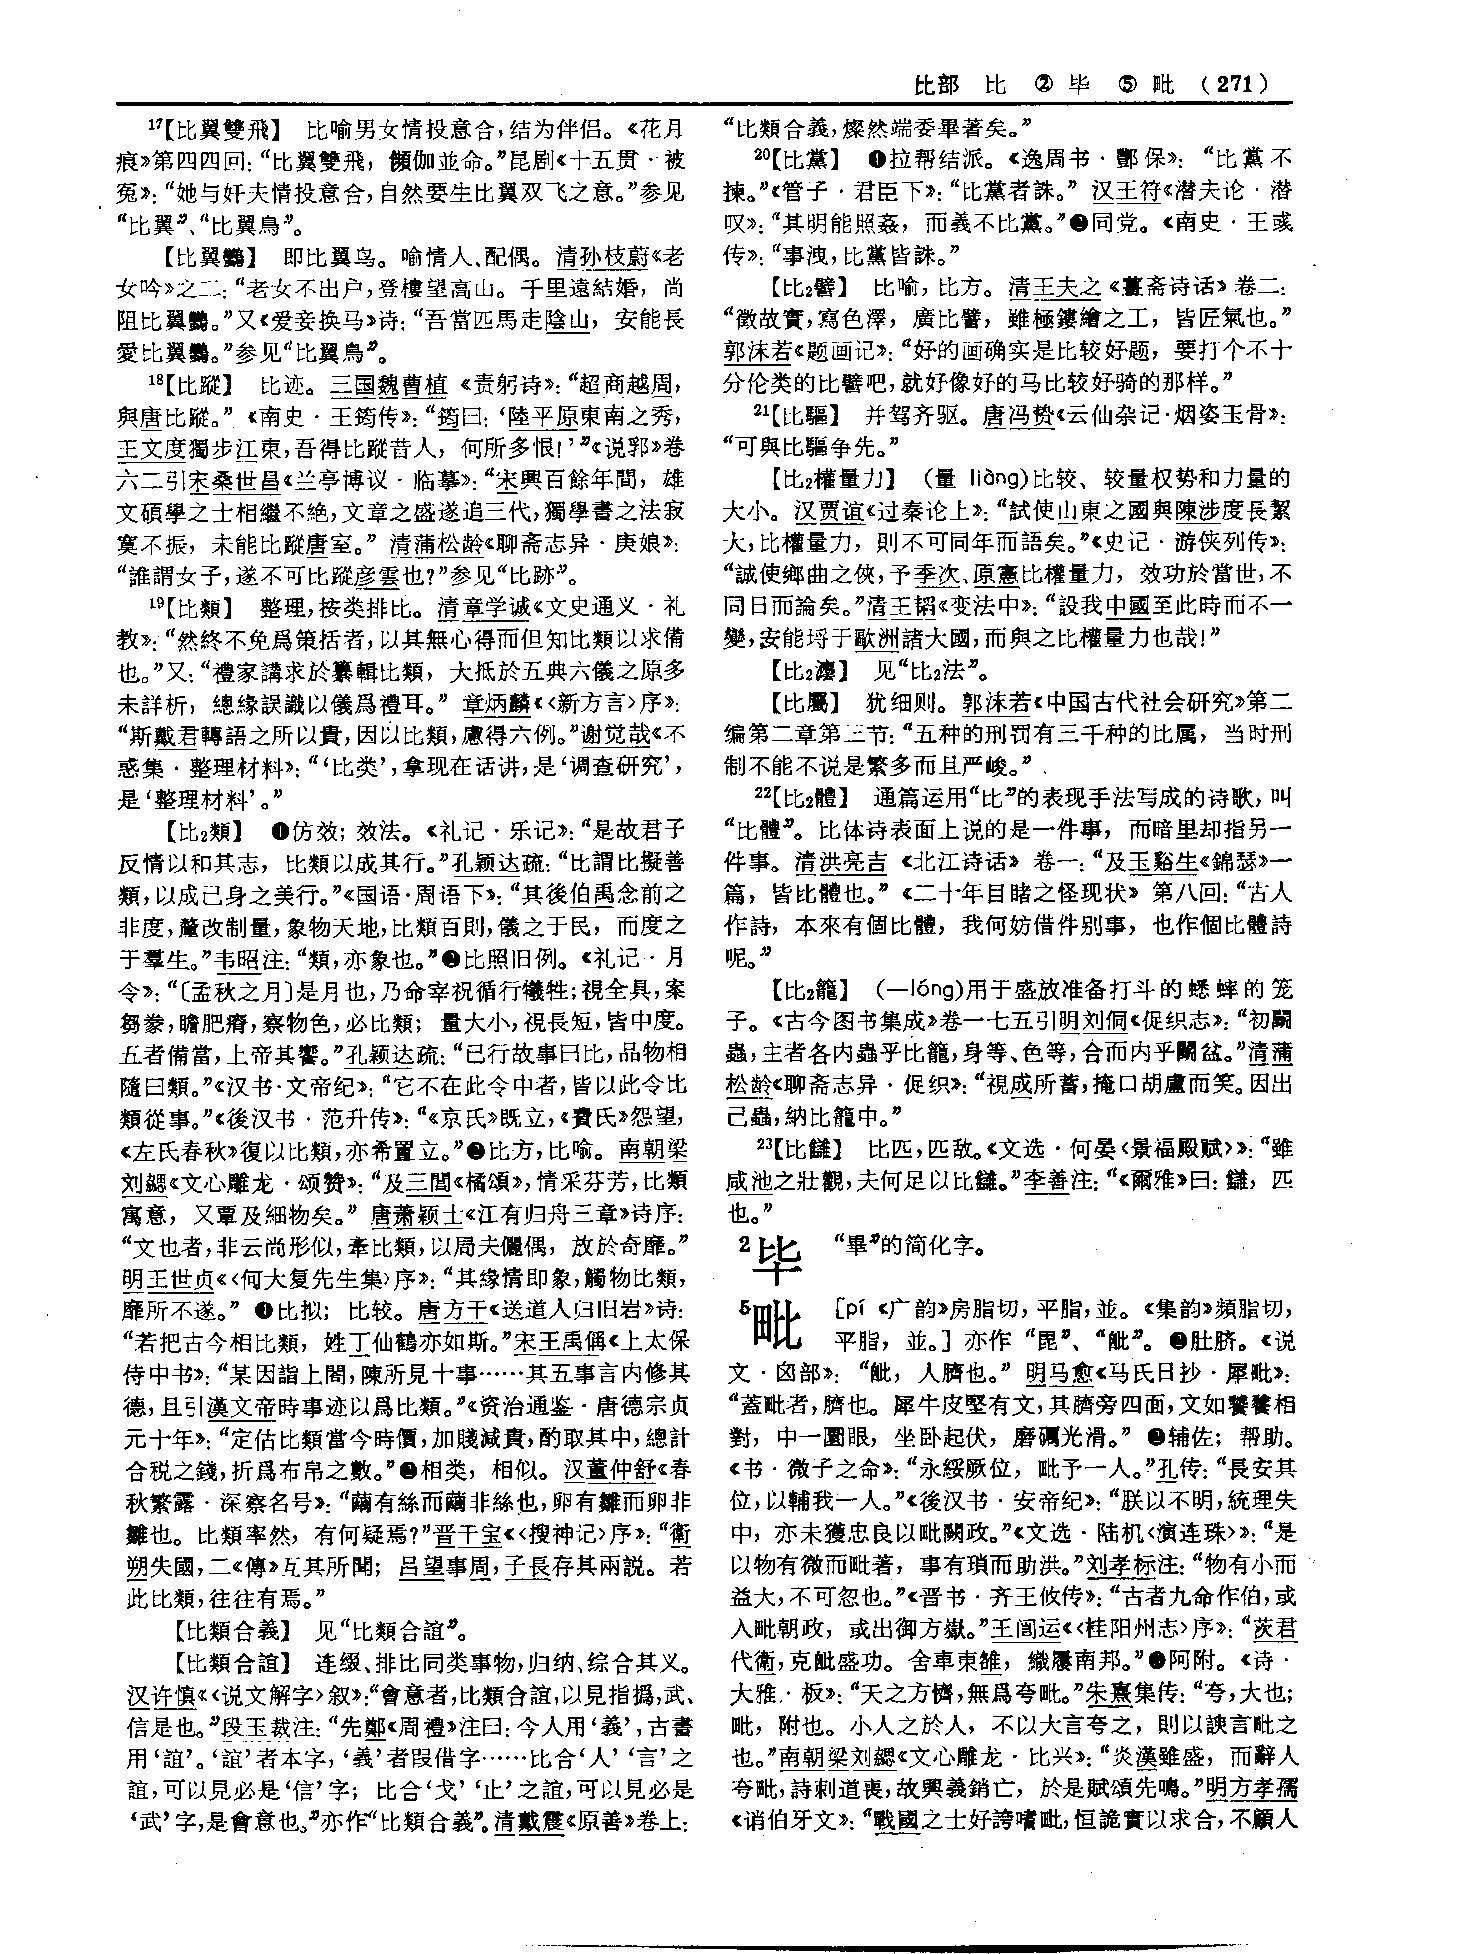 比部 比 ②毕 ⑤毗 (271)
17【比翼雙飛】 比喻男女情投意合，结为伴侣。《花月
痕》第四四回：“比翼雙飛，頻伽並命。”昆剧《十五贯·被
冤》：“她与奸夫情投意合，自然要生比翼双飞之意。”参见
“比翼”、“比翼鳥”。
【比翼鶼】 即比翼鸟。喻情人、配偶。清孙枝蔚《老
女吟》之二：“老女不出户，登樓望高山。千里遠結婚，尚
阻比翼鶼。”又《爱妾换马》诗：“吾當匹馬走陰山，安能長
愛比翼鶼。”参见“比翼鳥”。
18【比蹤】 比迹。三国魏曹植《责躬诗》：“超商越周，
與唐比蹤。”《南史·王筠传》：“筠曰：‘陸平原東南之秀，
王文度獨步江東，吾得比蹤昔人，何所多恨！’”《说郛》卷
六二引宋桑世昌《兰亭博议·临摹》：“宋興百餘年間，雄
文碩學之士相繼不絶，文章之盛遂追三代，獨學書之法寂
寞不振，未能比蹤唐室。”清蒲松龄《聊斋志异·庚娘》：
“誰謂女子，遂不可比蹤彦雲也？”参见“比跡”。
19【比類】 整理，按类排比。清章学诚《文史通义·礼
教》：“然終不免爲策括者，以其無心得而但知比類以求備
也。”又：“禮家講求於纂輯比類，大抵於五典六儀之原多
未詳析，總緣誤識以儀爲禮耳。”章炳麟《〈新方言〉序》：
“斯戴君轉語之所以貴，因以比類，慮得六例。”谢觉哉《不
惑集·整理材料》：“‘比类’，拿现在话讲，是‘调查研究’，
是‘整理材料’。”
【比2類】 ❶仿效；效法。《礼记·乐记》：“是故君子
反情以和其志，比類以成其行。”孔颖达疏：“比謂比擬善
類，以成己身之美行。”《国语·周语下》：“其後伯禹念前之
非度，釐改制量，象物天地，比類百則，儀之于民，而度之
于羣生。”韦昭注：“類，亦象也。”❷比照旧例。《礼记·月
令》：“〔孟秋之月〕是月也，乃命宰祝循行犧牲；視全具，案
芻豢，瞻肥瘠，察物色，必比類；量大小，視長短，皆中度。
五者備當，上帝其饗。”孔颖达疏：“已行故事曰比，品物相
隨曰類。”《汉书·文帝纪》：“它不在此令中者，皆以此令比
類從事。”《後汉书·范升传》：“《京氏》既立，《費氏》怨望，
《左氏春秋》復以比類，亦希置立。”❸比方，比喻。南朝梁
刘勰《文心雕龙·颂赞》：“及三閭《橘頌》，情采芬芳，比類
寓意，又覃及細物矣。”唐萧颖士《江有归舟三章》诗序：
“文也者，非云尚形似，牽比類，以局夫儷偶，放於奇靡。”
明王世贞《〈何大复先生集〉序》：“其緣情即象，觸物比類，
靡所不遂。”❹比拟；比较。唐方干《送道人归旧岩》诗：
“若把古今相比類，姓丁仙鶴亦如斯。”宋王禹偁《上太保
侍中书》：“某因詣上閤，陳所見十事……其五事言内修其
德，且引漢文帝時事迹以爲比類。”《资治通鉴·唐德宗贞
元十年》：“定估比類當今時價，加賤減貴，酌取其中，總計
合税之錢，折爲布帛之數。”❺相类，相似。汉董仲舒《春
秋繁露·深察名号》：“繭有絲而繭非絲也，卵有雛而卵非
雛也。比類率然，有何疑焉？”晋干宝《〈搜神记〉序》：“衛
朔失國，二《傳》互其所聞；吕望事周，子長存其兩説。若
此比類，往往有焉。”
【比類合義】 见“比類合誼”。
【比類合誼】 连缀、排比同类事物，归纳、综合其义。
汉许慎《〈说文解字〉叙》：“會意者，比類合誼，以見指撝，武、
信是也。”段玉裁注：“先鄭《周禮》注曰：今人用‘義’，古書
用‘誼’。‘誼’者本字，‘義’者叚借字……比合‘人’‘言’之
誼，可以見必是‘信’字；比合‘戈’‘止’之誼，可以見必是
‘武’字，是會意也。”亦作“比類合義”。清戴震《原善》卷上：
“比類合義，燦然端委畢著矣。”
20【比黨】 ❶拉帮结派。《逸周书·酆保》：“比黨不
揀。”《管子·君臣下》：“比黨者誅。”汉王符《潜夫论·潜
叹》：“其明能照姦，而義不比黨。”❷同党。《南史·王彧
传》：“事洩，比黨皆誅。”
【比2譬】 比喻，比方。清王夫之《薑斋诗话》卷二：
“徵故實，寫色澤，廣比譬，雖極鏤繪之工，皆匠氣也。”
郭沫若《题画记》：“好的画确实是比较好题，要打个不十
分伦类的比譬吧，就好像好的马比较好骑的那样。”
21【比驅】 并驾齐驱。唐冯贽《云仙杂记·烟姿玉骨》：
“可與比驅争先。”
【比2權量力】 （量 liàng）比较、较量权势和力量的
大小。汉贾谊《过秦论上》：“試使山東之國與陳涉度長絜
大，比權量力，則不可同年而語矣。”《史记·游侠列传》：
“誠使鄉曲之俠，予季次、原憲比權量力，效功於當世，不
同日而論矣。”清王韬《变法中》：“設我中國至此時而不一
變，安能埒于歐洲諸大國，而與之比權量力也哉！”
【比2灋】 见“比2法”。
【比屬】 犹细则。郭沫若《中国古代社会研究》第二
编第二章第三节：“五种的刑罚有三千种的比属，当时刑
制不能不说是繁多而且严峻。”
22【比2體】 通篇运用“比”的表现手法写成的诗歌，叫
“比體”。比体诗表面上说的是一件事，而暗里却指另一
件事。清洪亮吉《北江诗话》卷一：“及玉谿生《錦瑟》一
篇，皆比體也。”《二十年目睹之怪现状》第八回：“古人
作詩，本來有個比體，我何妨借件别事，也作個比體詩
呢。”
【比2籠】 （—lóng）用于盛放准备打斗的蟋蟀的笼
子。《古今图书集成》卷一七五引明刘侗《促织志》：“初鬬
蟲，主者各内蟲乎比籠，身等、色等，合而内乎鬬盆。”清蒲
松龄《聊斋志异·促织》：“視成所蓄，掩口胡盧而笑。因出
己蟲，納比籠中。”
23【比讎】 比匹，匹敌。《文选·何晏〈景福殿赋〉》：“雖
咸池之壯觀，夫何足以比讎。”李善注：“《爾雅》曰：讎，匹
也。”
2毕 “畢”的简化字。
5毗 [pí 《广韵》房脂切，平脂，並。《集韵》頻脂切，
平脂，並。]亦作“毘”、“㲍”。❶肚脐。《说
文·囟部》：“㲍，人臍也。”明马愈《马氏日抄·犀毗》：
“蓋毗者，臍也。犀牛皮堅有文，其臍旁四面，文如饕餮相
對，中一圜眼，坐卧起伏，磨礪光滑。”❷辅佐；帮助。
《书·微子之命》：“永綏厥位，毗予一人。”孔传：“長安其
位，以輔我一人。”《後汉书·安帝纪》：“朕以不明，統理失
中，亦未獲忠良以毗闕政。”《文选·陆机〈演连珠〉》：“是
以物有微而毗著，事有瑣而助洪。”刘孝标注：“物有小而
益大，不可忽也。”《晋书·齐王攸传》：“古者九命作伯，或
入毗朝政，或出御方嶽。”王闿运《〈桂阳州志〉序》：“茨君
代衛，克毗盛功。舍車東雒，織屨南邦。”❸阿附。《诗·
大雅·板》：“天之方懠，無爲夸毗。”朱熹集传：“夸，大也；
毗，附也。小人之於人，不以大言夸之，則以諛言毗之
也。”南朝梁刘勰《文心雕龙·比兴》：“炎漢雖盛，而辭人
夸毗，詩刺道喪，故興義銷亡，於是賦頌先鳴。”明方孝孺
《诮伯牙文》：“戰國之士好誇嗜毗，恒詭實以求合，不顧人